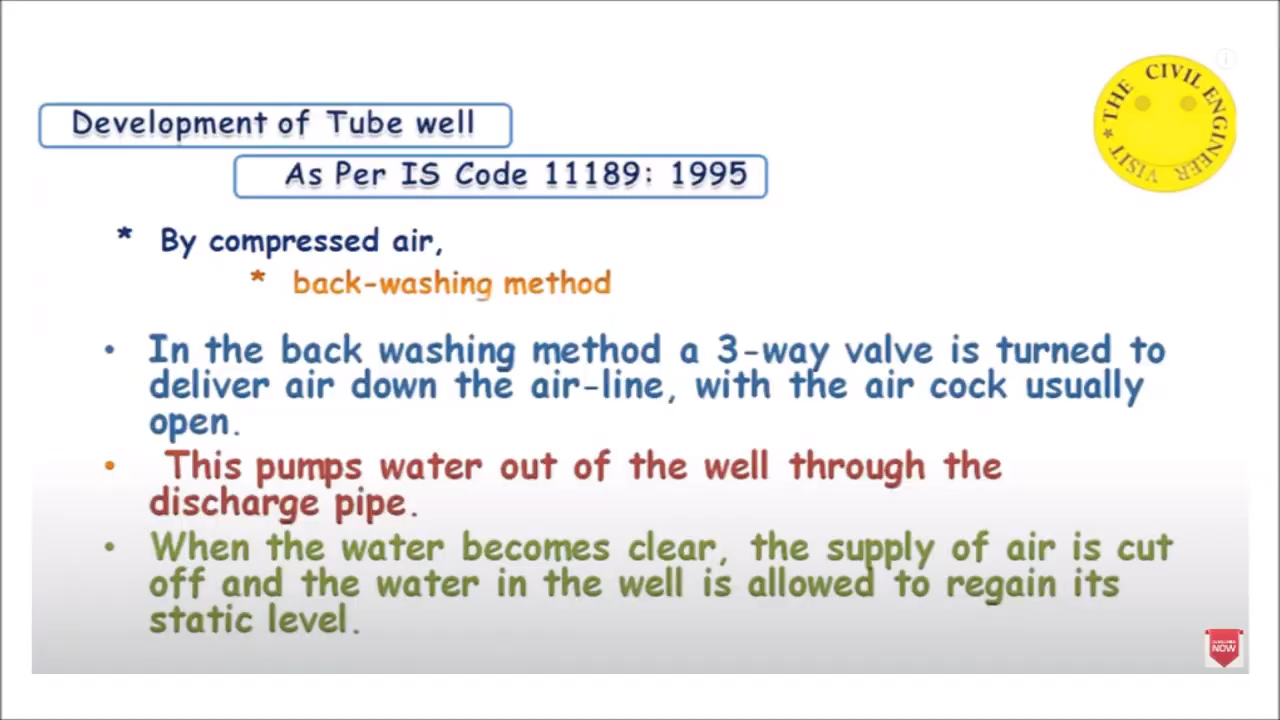 Development of Tube well
As Per IS Code 11189: 1995
* By compressed air,
* back-washing method
• In the back washing method a 3-way valve is turned to
deliver air down the air-line, with the air cock usually
open.
• This pumps water out of the well through the
discharge pipe.
• When the water becomes clear, the supply of air is cut
off and the water in the well is allowed to regain its
static level.
* THE CIVIL ENGINEER VISIT
NOW